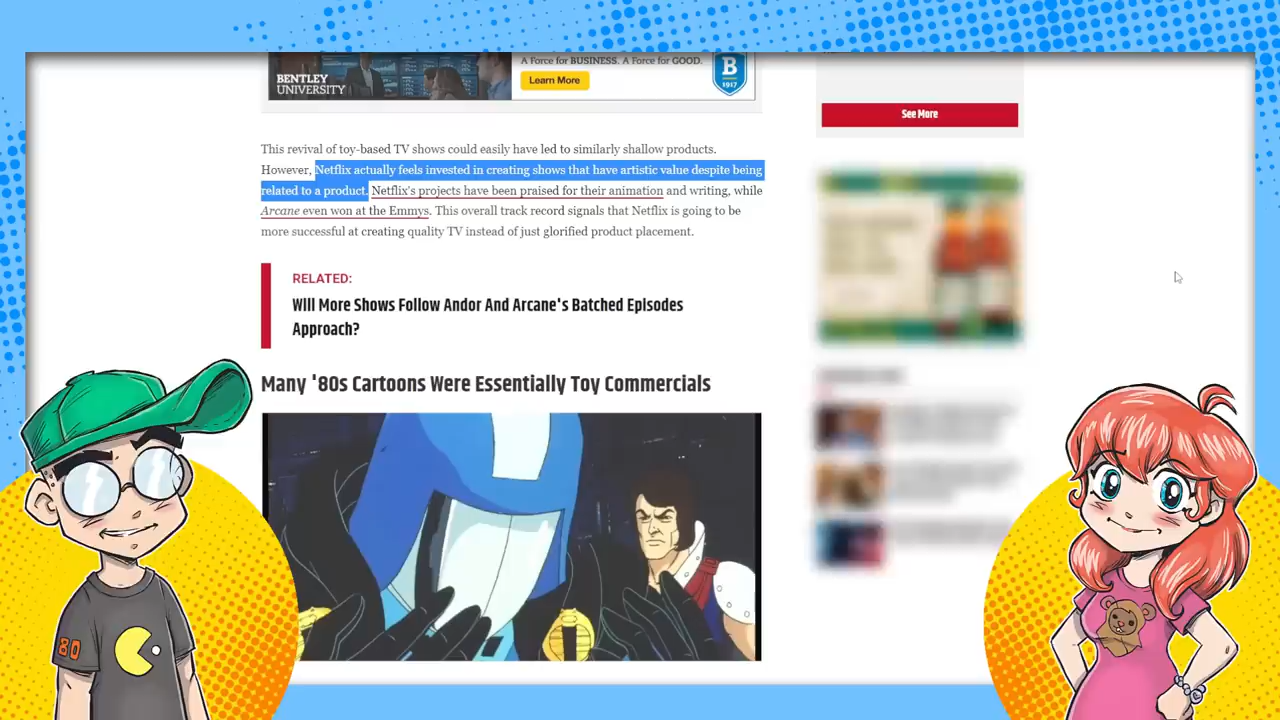 A Force for BUSINESS. A Force for GOOD.
BENTLEY
UNIVERSITY
Learn More
B
1917
See More
This revival of toy-based TV shows could easily have led to similarly shallow products.
However, Netflix actually feels invested in creating shows that have artistic value despite being
related to a product. Netflix's projects have been praised for their animation and writing, while
Arcane even won at the Emmys. This overall track record signals that Netflix is going to be
more successful at creating quality TV instead of just glorified product placement.
RELATED:
Will More Shows Follow Andor And Arcane's Batched Episodes
Approach?
Many '80s Cartoons Were Essentially Toy Commercials
80